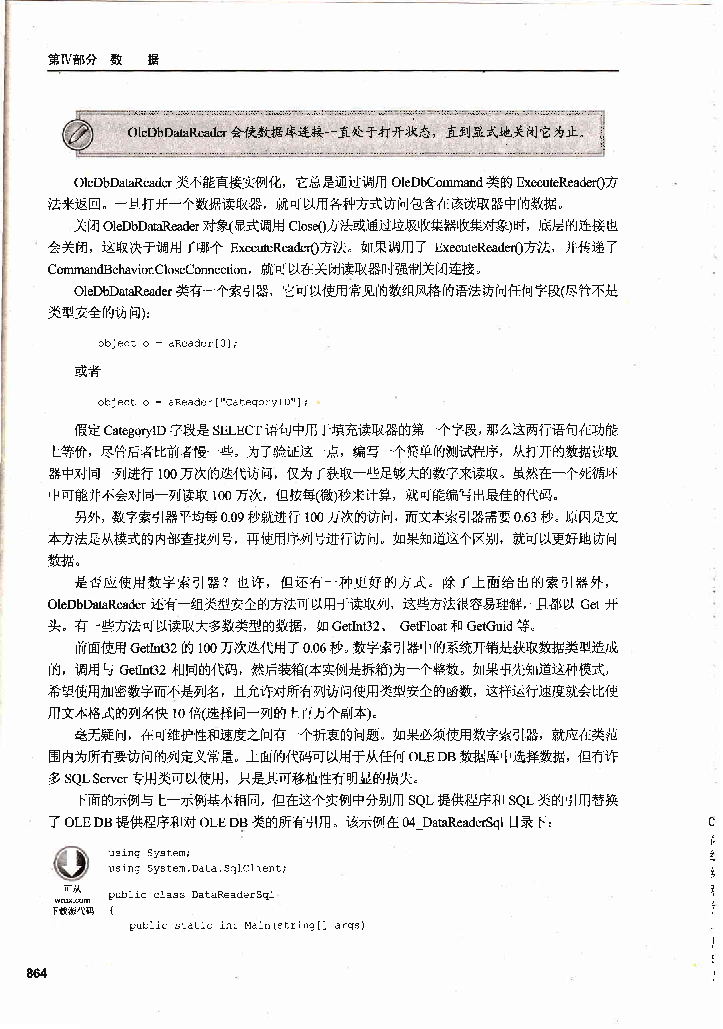 第Ⅳ部分 数 据
OleDbDataReader 会使数据库连接一直处于打开状态，直到显式地关闭它为止。
OleDbDataReader 类不能直接实例化，它总是通过调用 OleDbCommand 类的 ExecuteReader()方
法来返回。一旦打开一个数据读取器，就可以用各种方式访问包含在该读取器中的数据。
关闭 OleDbDataReader 对象(显式调用 Close()方法或通过垃圾收集器收集对象)时，底层的连接也
会关闭，这取决于调用了哪个 ExecuteReader()方法。如果调用了 ExecuteReader()方法，并传递了
CommandBehavior.CloseConnection，就可以在关闭读取器时强制关闭连接。
OleDbDataReader 类有一个索引器，它可以使用常见的数组风格的语法访问任何字段(尽管不是
类型安全的访问)：
object o = aReader[0];
或者
object o = aReader["CategoryID"];
假定 CategoryID 字段是 SELECT 语句中用于填充读取器的第一个字段，那么这两行语句在功能
上等价，尽管后者比前者慢一些。为了验证这一点，编写一个简单的测试程序，从打开的数据读取
器中对同一列进行 100 万次的迭代访问，仅为了获取一些足够大的数字来读取。虽然在一个死循环
中可能并不会对同一列读取 100 万次，但按每(微)秒来计算，就可能编写出最佳的代码。
另外，数字索引器平均每 0.09 秒就进行 100 万次的访问，而文本索引器需要 0.63 秒。原因是文
本方法是从模式的内部查找列号，再使用序列号进行访问。如果知道这个区别，就可以更好地访问
数据。
是否应使用数字索引器？也许，但还有一种更好的方式。除了上面给出的索引器外，
OleDbDataReader 还有一组类型安全的方法可以用于读取列，这些方法很容易理解，且都以 Get 开
头。有一些方法可以读取大多数类型的数据，如 GetInt32、 GetFloat 和 GetGuid 等。
前面使用 GetInt32 的 100 万次迭代用了 0.06 秒。数字索引器中的系统开销是获取数据类型造成
的，调用与 GetInt32 相同的代码，然后装箱(本实例是拆箱)为一个整数。如果事先知道这种模式，
希望使用加密数字而不是列名，且允许对所有列访问使用类型安全的函数，这样运行速度就会比使
用文本格式的列名快 10 倍(选择同一列的上百万个副本)。
毫无疑问，在可维护性和速度之间有一个折衷的问题。如果必须使用数字索引器，就应在类范
围内为所有要访问的列定义常量。上面的代码可以用于从任何 OLE DB 数据库中选择数据，但有许
多 SQL Server 专用类可以使用，只是其可移植性有明显的损失。
下面的示例与上一示例基本相同，但在这个实例中分别用 SQL 提供程序和 SQL 类的引用替换
了 OLE DB 提供程序和对 OLE DB 类的所有引用。该示例在 04_DataReaderSql 目录下：
using System;
using System.Data.SqlClient;
可从
wrox.com
下载源代码
public class DataReaderSql
{
public static int Main(string[] args)
864